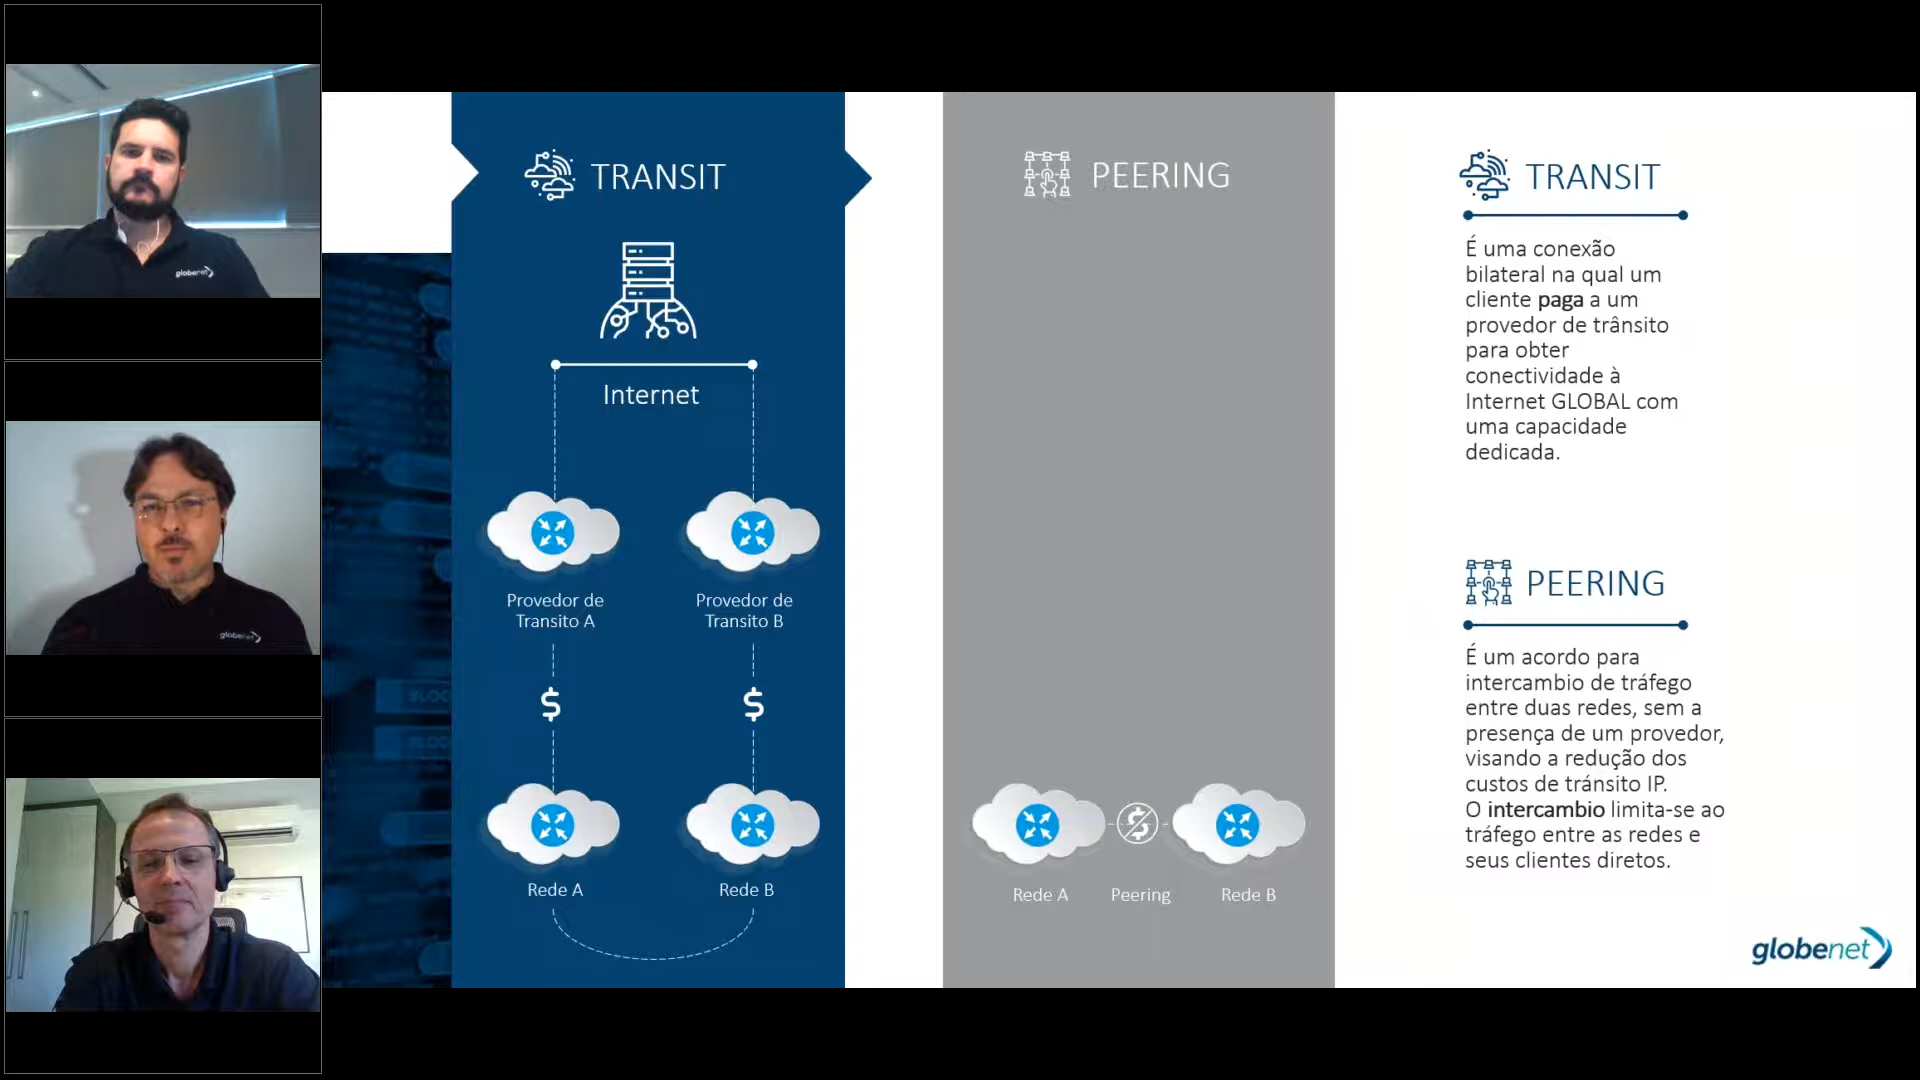 globenet
globenet
TRANSIT
Internet
Provedor de
Transito A
Provedor de
Transito B
$
$
Rede A
Rede B
PEERING
Rede A
Peering
Rede B
TRANSIT
É uma conexão
bilateral na qual um
cliente paga a um
provedor de trânsito
para obter
conectividade à
Internet GLOBAL com
uma capacidade
dedicada.
PEERING
É um acordo para
intercambio de tráfego
entre duas redes, sem a
presença de um provedor,
visando a redução dos
custos de tránsito IP.
O intercambio limita-se ao
tráfego entre as redes e
seus clientes diretos.
globenet